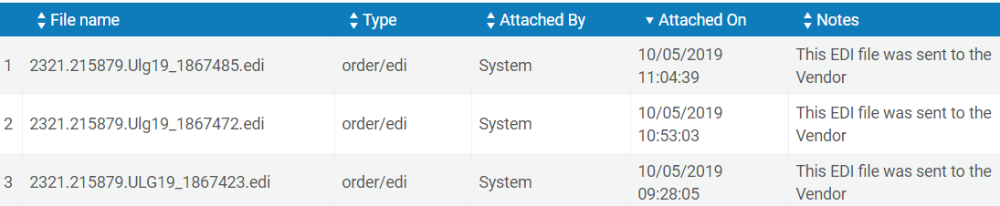 File name Type Attached By Attached On Notes
1 2321.215879.Ulg19_1867485.edi order/edi System 10/05/2019 11:04:39 This EDI file was sent to the Vendor
2 2321.215879.Ulg19_1867472.edi order/edi System 10/05/2019 10:53:03 This EDI file was sent to the Vendor
3 2321.215879.ULG19_1867423.edi order/edi System 10/05/2019 09:28:05 This EDI file was sent to the Vendor